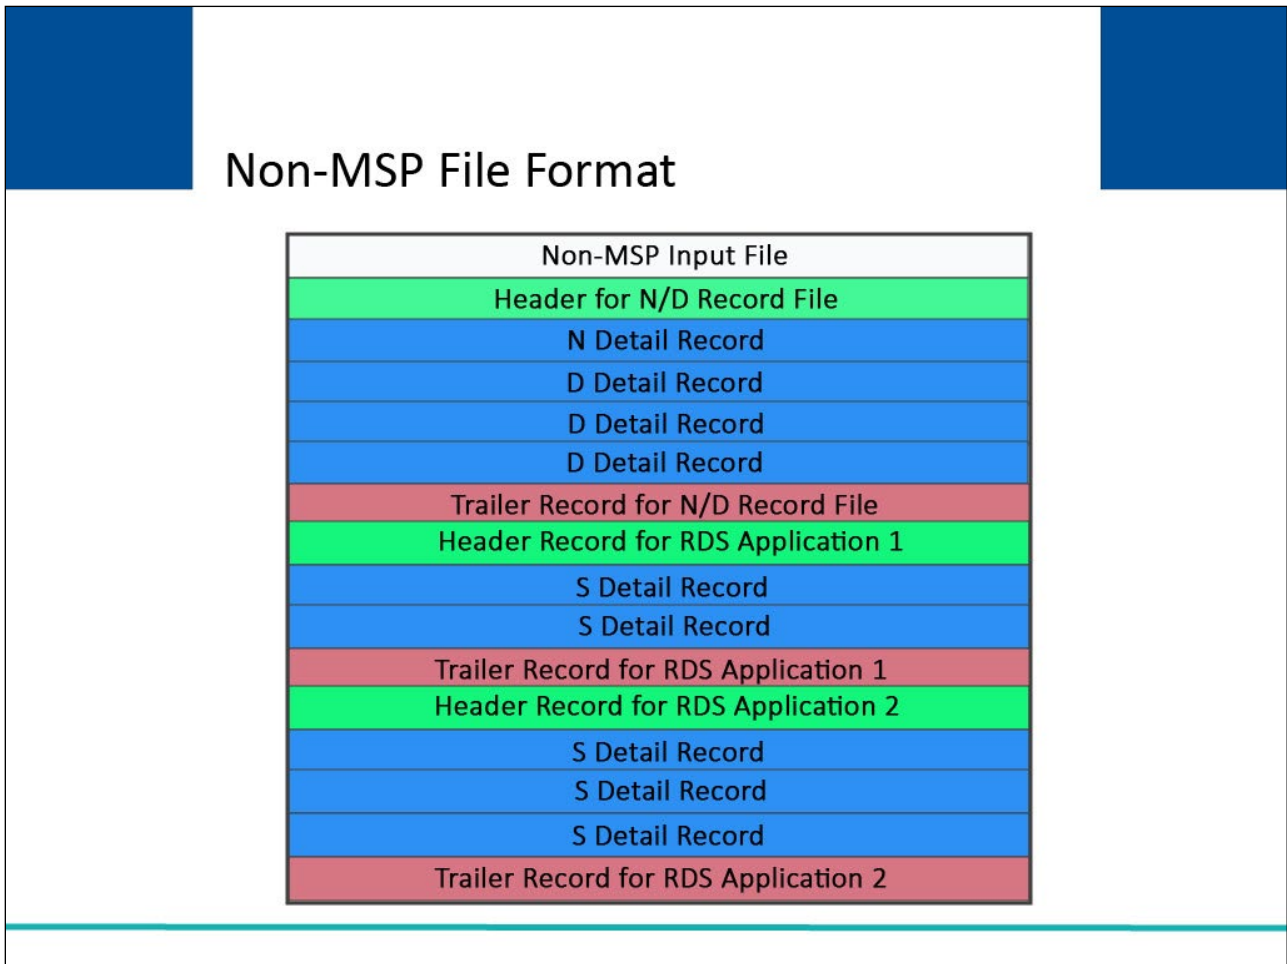 Non-MSP File Format
Non-MSP Input File
Header for N/D Record File
N Detail Record
D Detail Record
D Detail Record
D Detail Record
Trailer Record for N/D Record File
Header Record for RDS Application 1
S Detail Record
S Detail Record
Trailer Record for RDS Application 1
Header Record for RDS Application 2
S Detail Record
S Detail Record
S Detail Record
Trailer Record for RDS Application 2